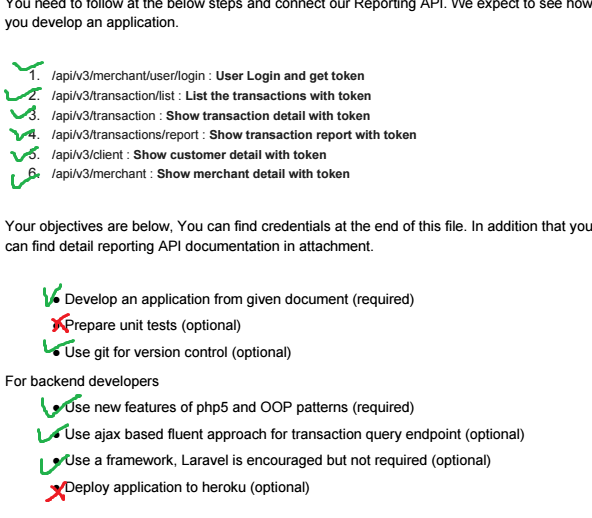 You need to follow at the below steps and connect our Reporting API. We expect to see how
you develop an application.
1. /api/v3/merchant/user/login : User Login and get token
2. /api/v3/transaction/list : List the transactions with token
3. /api/v3/transaction : Show transaction detail with token
4. /api/v3/transactions/report : Show transaction report with token
5. /api/v3/client : Show customer detail with token
6. /api/v3/merchant : Show merchant detail with token
Your objectives are below, You can find credentials at the end of this file. In addition that you
can find detail reporting API documentation in attachment.
● Develop an application from given document (required)
● Prepare unit tests (optional)
● Use git for version control (optional)
For backend developers
● Use new features of php5 and OOP patterns (required)
● Use ajax based fluent approach for transaction query endpoint (optional)
● Use a framework, Laravel is encouraged but not required (optional)
● Deploy application to heroku (optional)